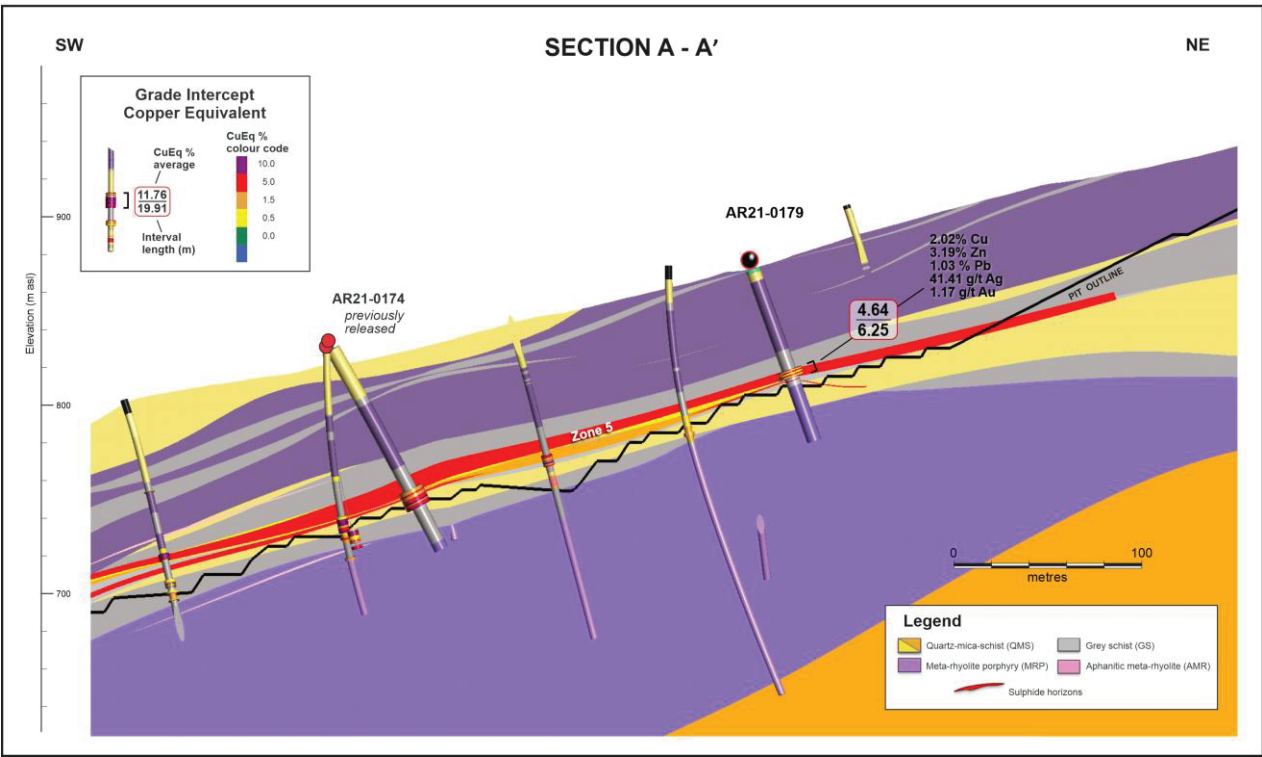 SW
SECTION A - A'
NE
Grade Intercept
Copper Equivalent
CuEq %
average
11.76
19.91
Interval
length (m)
CuEq %
colour code
10.0
5.0
1.5
0.5
0.0
Elevation (m asl)
900
800
700
AR21-0174
previously
released
AR21-0179
2.02% Cu
3.19% Zn
1.03 % Pb
41.41 g/t Ag
1.17 g/t Au
4.64
6.25
PIT OUTLINE
Zone 5
0 100
metres
Legend
Quartz-mica-schist (QMS)
Grey schist (GS)
Meta-rhyolite porphyry (MRP)
Aphanitic meta-rhyolite (AMR)
Sulphide horizons